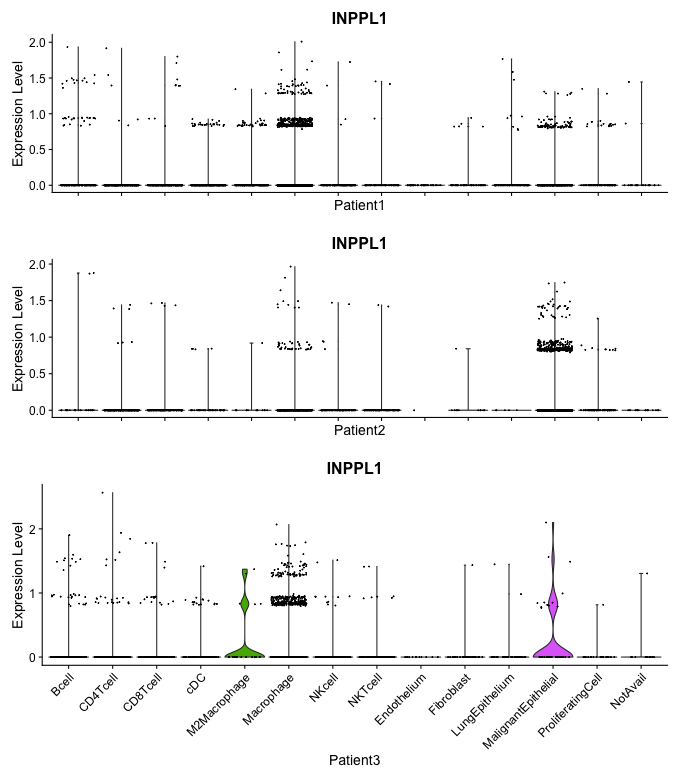 INPPL1
2.0
1.5
1.0
0.5
0.0
Expression Level
Patient1
INPPL1
2.0
1.5
1.0
0.5
0.0
Expression Level
Patient2
INPPL1
2
1
0
Expression Level
Bcell
CD4Tcell
CD8Tcell
cDC
M2Macrophage
Macrophage
NKcell
NKTcell
Endothelium
Fibroblast
LungEpithelium
MalignantEpithelial
ProliferatingCell
NotAvail
Patient3